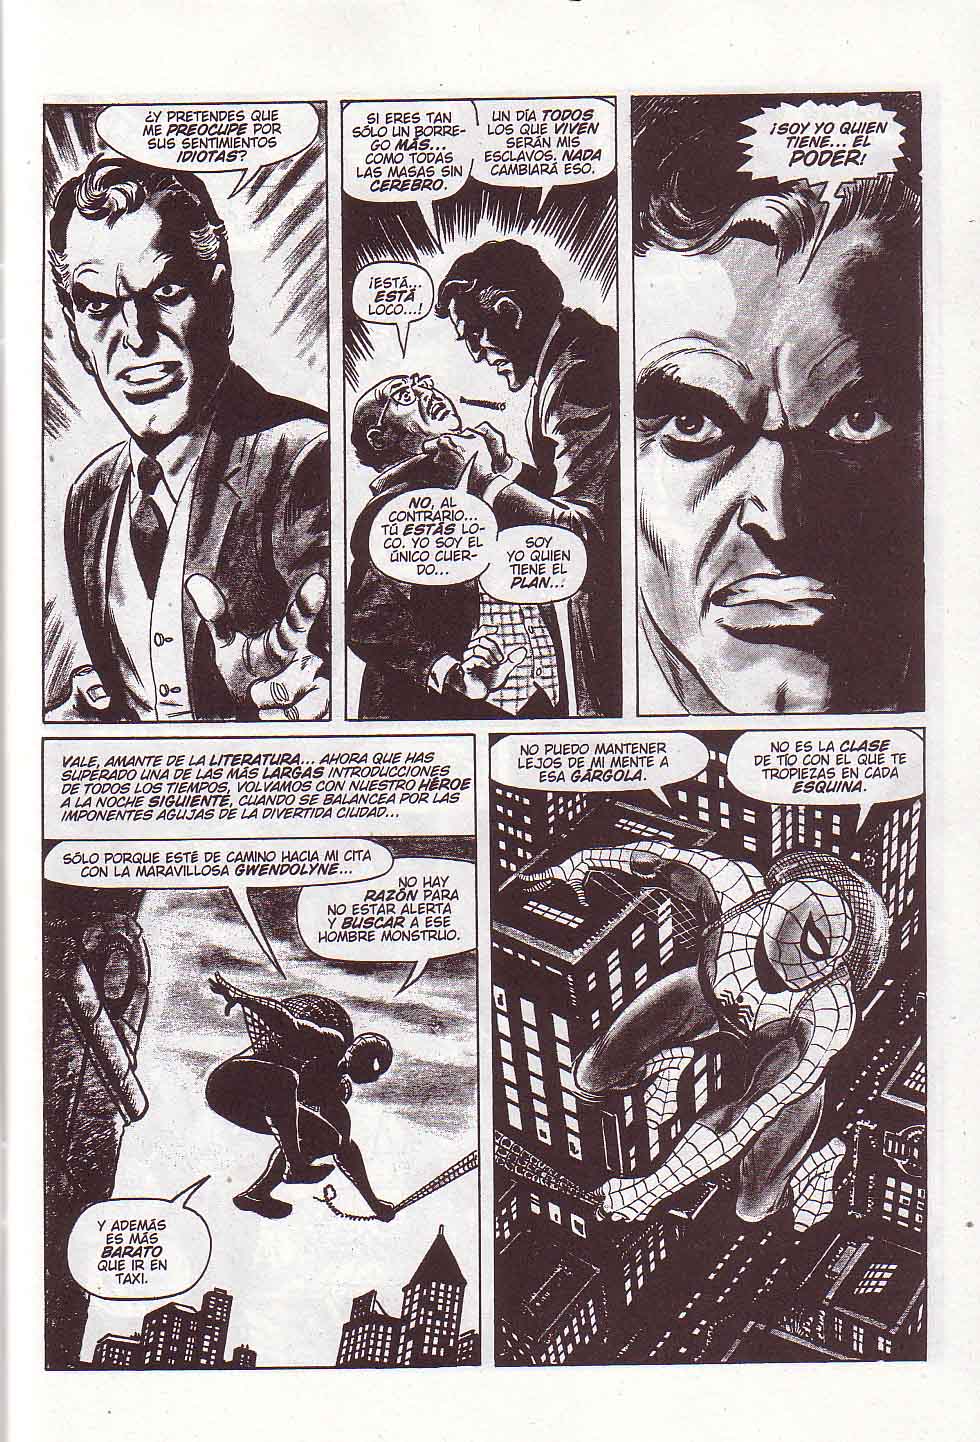 ¿Y PRETENDES QUE
ME PREOCUPE POR
SUS SENTIMIENTOS
IDIOTAS?
SI ERES TAN
SÓLO UN BORRE-
GO MÁS...
COMO TODAS
LAS MASAS SIN
CEREBRO.
UN DÍA TODOS
LOS QUE VIVEN
SERÁN MIS
ESCLAVOS. NADA
CAMBIARÁ ESO.
¡ESTÁ...
ESTÁ
LOCO...!
NO, AL
CONTRARIO...
TÚ ESTÁS LO-
CO. YO SOY EL
ÚNICO CUER-
DO...
SOY
YO QUIEN
TIENE EL
PLAN...!
¡SOY YO QUIEN
TIENE... EL
PODER!
VALE, AMANTE DE LA LITERATURA... AHORA QUE HAS
SUPERADO UNA DE LAS MÁS LARGAS INTRODUCCIONES
DE TODOS LOS TIEMPOS, VOLVAMOS CON NUESTRO HÉROE
A LA NOCHE SIGUIENTE, CUANDO SE BALANCEA POR LAS
IMPONENTES AGUJAS DE LA DIVERTIDA CIUDAD...
SÓLO PORQUE ESTÉ DE CAMINO HACIA MI CITA
CON LA MARAVILLOSA GWENDOLYNE...
NO HAY
RAZÓN PARA
NO ESTAR ALERTA
Y BUSCAR A ESE
HOMBRE MONSTRUO.
Y ADEMÁS
ES MÁS
BARATO
QUE IR EN
TAXI.
NO PUEDO MANTENER
LEJOS DE MI MENTE A
ESA GÁRGOLA.
NO ES LA CLASE
DE TÍO CON EL QUE TE
TROPIEZAS EN CADA
ESQUINA.